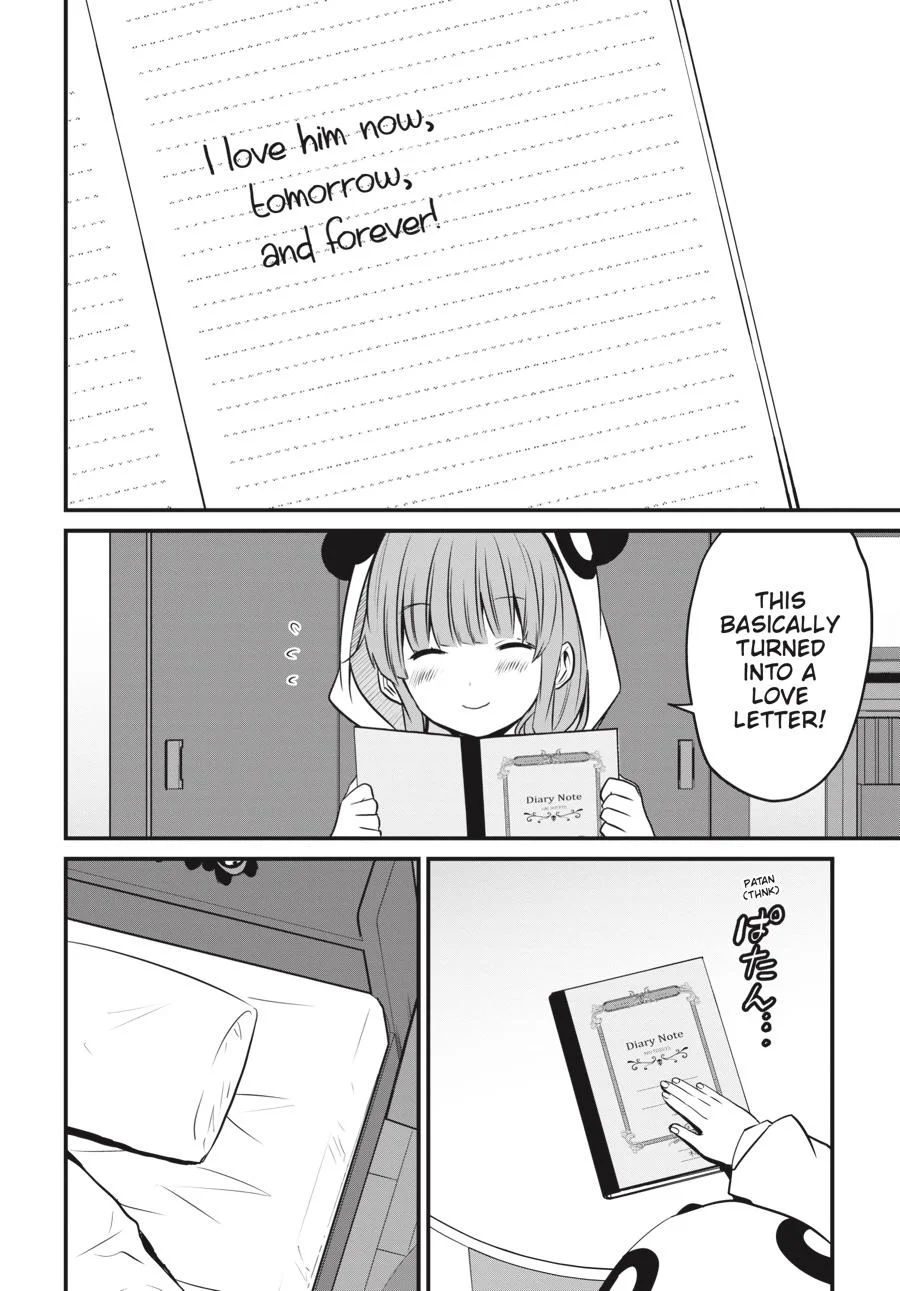 I love him now,
tomorrow,
and forever!
THIS
BASICALLY
TURNED
INTO A
LOVE
LETTER!
Diary Note
PATAN
(THNK)
ぱたん...
Diary Note